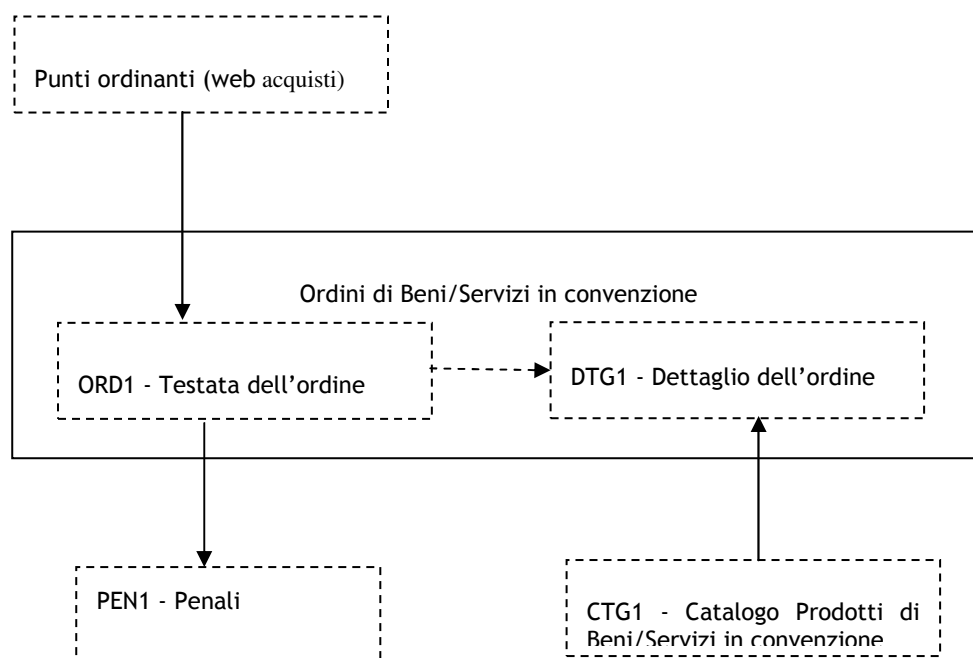 Punti ordinanti (web acquisti)
Ordini di Beni/Servizi in convenzione
ORD1 - Testata dell’ordine
DTG1 - Dettaglio dell’ordine
PEN1 - Penali
CTG1 - Catalogo Prodotti di
Beni/Servizi in convenzione